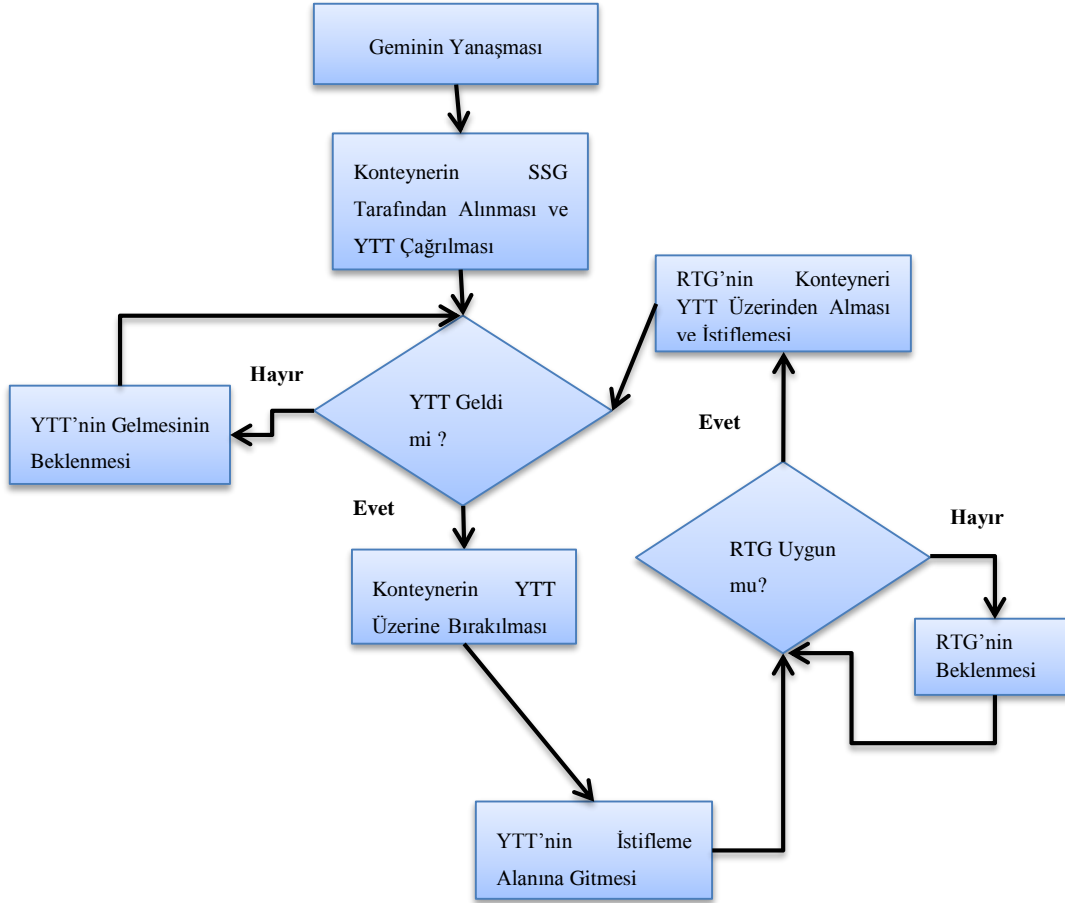 Geminin Yanaşması
Konteynerin SSG
Tarafından Alınması ve
YTT Çağrılması
RTG’nin Konteyneri
YTT Üzerinden Alması
ve İstiflemesi
Hayır
YTT Geldi
mi ?
YTT’nin Gelmesinin
Beklenmesi
Evet
Evet
Konteynerin YTT
Üzerine Bırakılması
Hayır
RTG Uygun
mu?
RTG’nin
Beklenmesi
YTT’nin İstifleme
Alanına Gitmesi